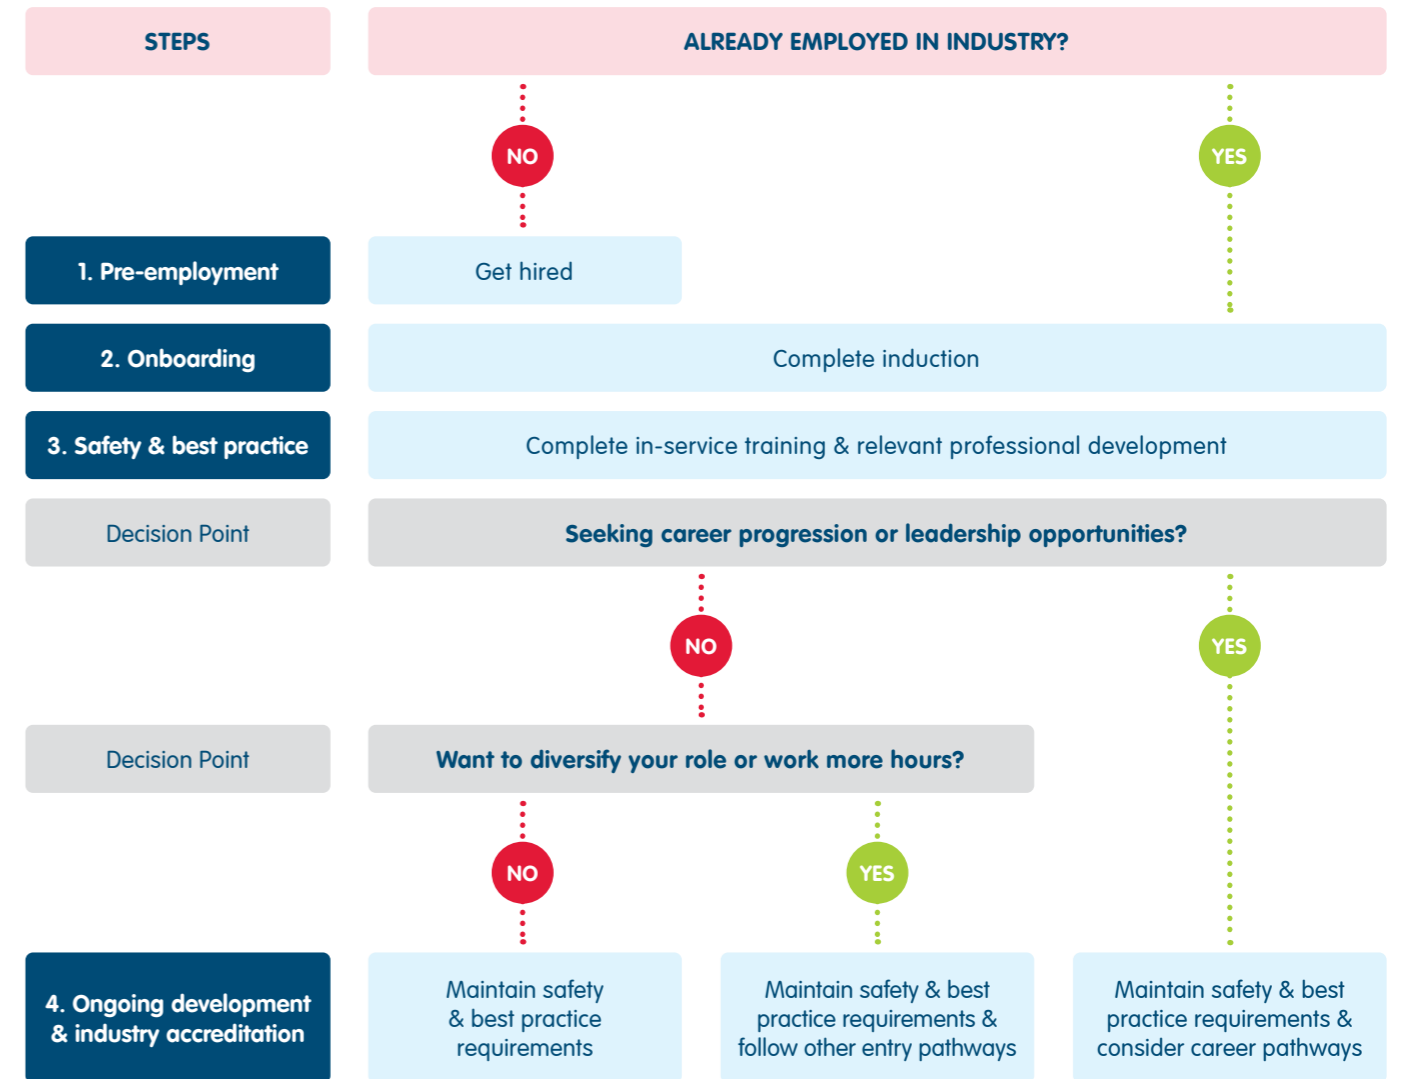 STEPS
ALREADY EMPLOYED IN INDUSTRY?
NO
YES
1. Pre-employment
Get hired
2. Onboarding
Complete induction
3. Safety & best practice
Complete in-service training & relevant professional development
Decision Point
Seeking career progression or leadership opportunities?
NO
YES
Decision Point
Want to diversify your role or work more hours?
NO
YES
4. Ongoing development
& industry accreditation
Maintain safety
& best practice
requirements
Maintain safety & best
practice requirements &
follow other entry pathways
Maintain safety & best
practice requirements &
consider career pathways